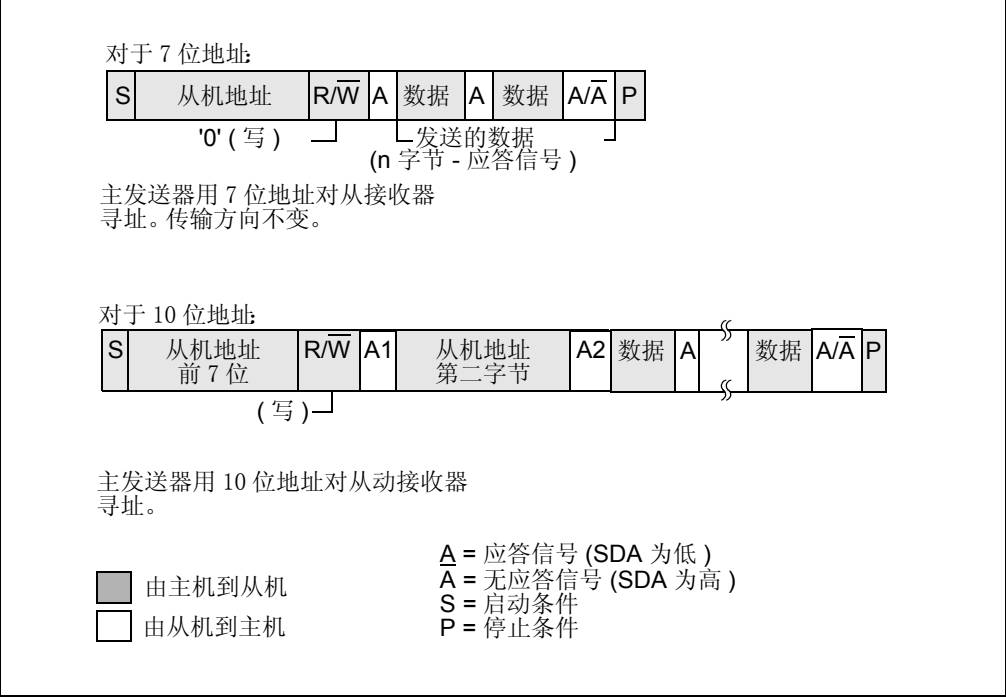 对于 7 位地址:
S 从机地址 R/W̅ A 数据 A 数据 A/A̅ P
'0' ( 写 ) 发送的数据
(n 字节 - 应答信号 )
主发送器用 7 位地址对从接收器
寻址。传输方向不变。
对于 10 位地址:
S 从机地址 R/W̅ A1 从机地址 A2 数据 A 数据 A/A̅ P
前 7 位 第二字节
( 写 )
主发送器用 10 位地址对从动接收器
寻址。
A = 应答信号 (SDA 为低 )
A̅ = 无应答信号 (SDA 为高 )
S = 启动条件
P = 停止条件
由主机到从机
由从机到主机